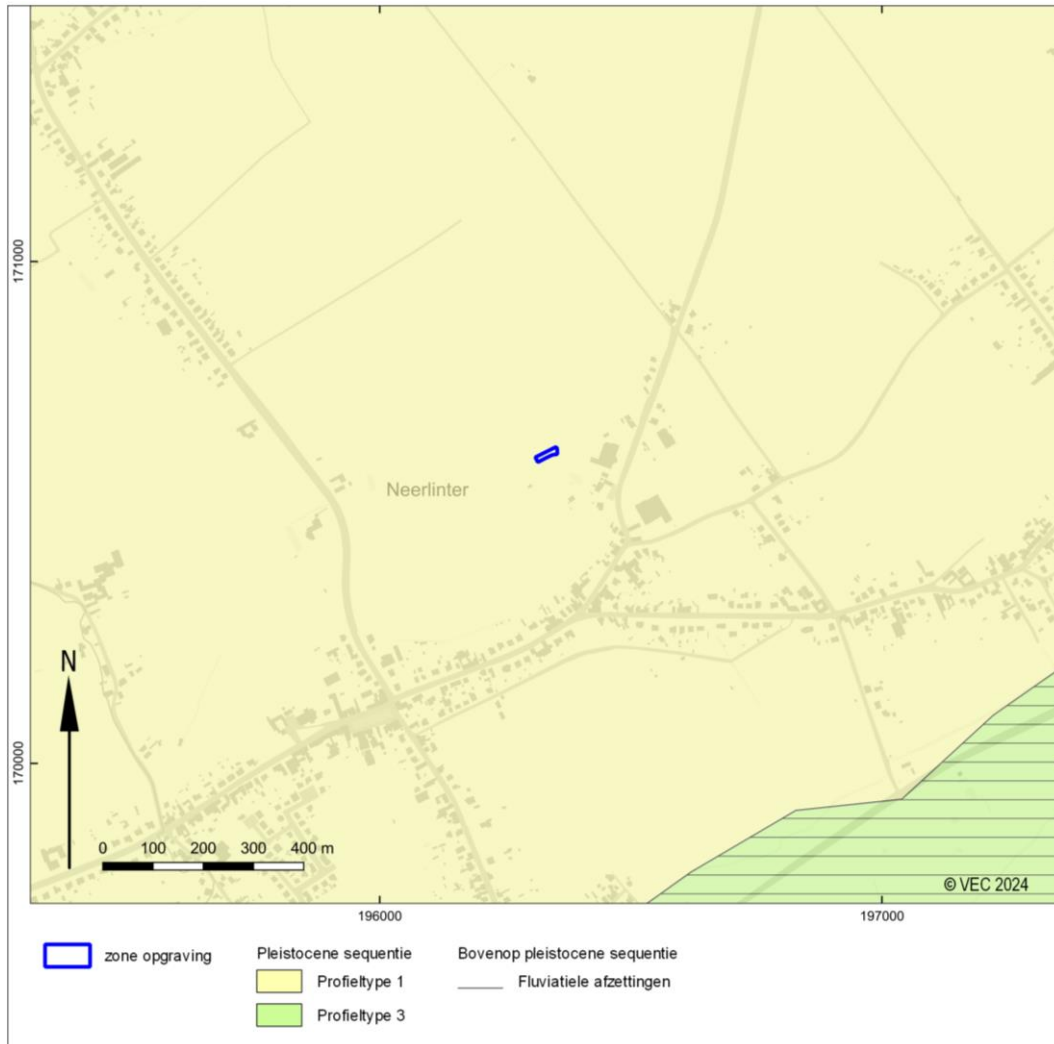 171000
Neerlinter
N
170000
0 100 200 300 400 m
© VEC 2024
196000 197000
zone opgraving
Pleistocene sequentie
Profieltype 1
Profieltype 3
Bovenop pleistocene sequentie
Fluviatiele afzettingen